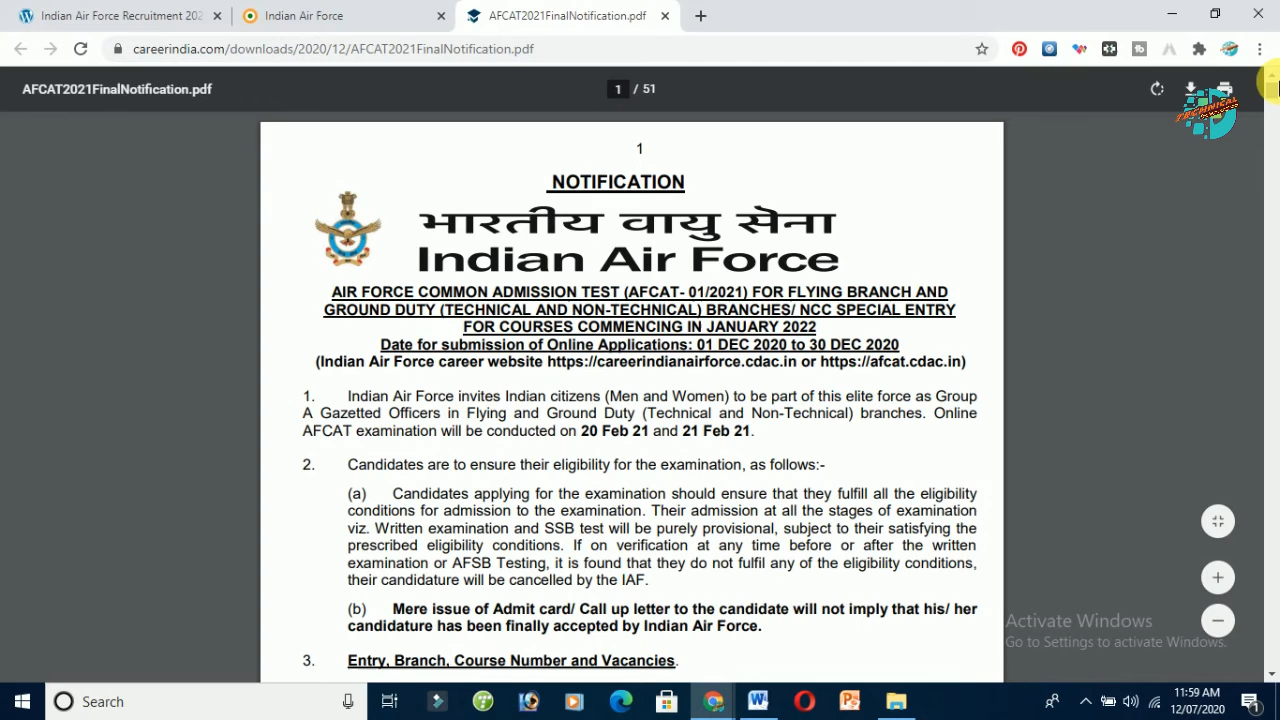 Indian Air Force Recruitment 202
Indian Air Force
AFCAT2021FinalNotification.pdf
careerindia.com/downloads/2020/12/AFCAT2021FinalNotification.pdf
AFCAT2021FinalNotification.pdf
1 / 51
TECHNICAL
1
NOTIFICATION
भारतीय वायु सेना
Indian Air Force
AIR FORCE COMMON ADMISSION TEST (AFCAT- 01/2021) FOR FLYING BRANCH AND
GROUND DUTY (TECHNICAL AND NON-TECHNICAL) BRANCHES/ NCC SPECIAL ENTRY
FOR COURSES COMMENCING IN JANUARY 2022
Date for submission of Online Applications: 01 DEC 2020 to 30 DEC 2020
(Indian Air Force career website https://careerindianairforce.cdac.in or https://afcat.cdac.in)
1. Indian Air Force invites Indian citizens (Men and Women) to be part of this elite force as Group
A Gazetted Officers in Flying and Ground Duty (Technical and Non-Technical) branches. Online
AFCAT examination will be conducted on 20 Feb 21 and 21 Feb 21.
2. Candidates are to ensure their eligibility for the examination, as follows:-
(a) Candidates applying for the examination should ensure that they fulfill all the eligibility
conditions for admission to the examination. Their admission at all the stages of examination
viz. Written examination and SSB test will be purely provisional, subject to their satisfying the
prescribed eligibility conditions. If on verification at any time before or after the written
examination or AFSB Testing, it is found that they do not fulfil any of the eligibility conditions,
their candidature will be cancelled by the IAF.
(b) Mere issue of Admit card/ Call up letter to the candidate will not imply that his/ her
candidature has been finally accepted by Indian Air Force.
3. Entry, Branch, Course Number and Vacancies.
Activate Windows
Go to Settings to activate Windows.
Search
11:59 AM
12/07/2020
1